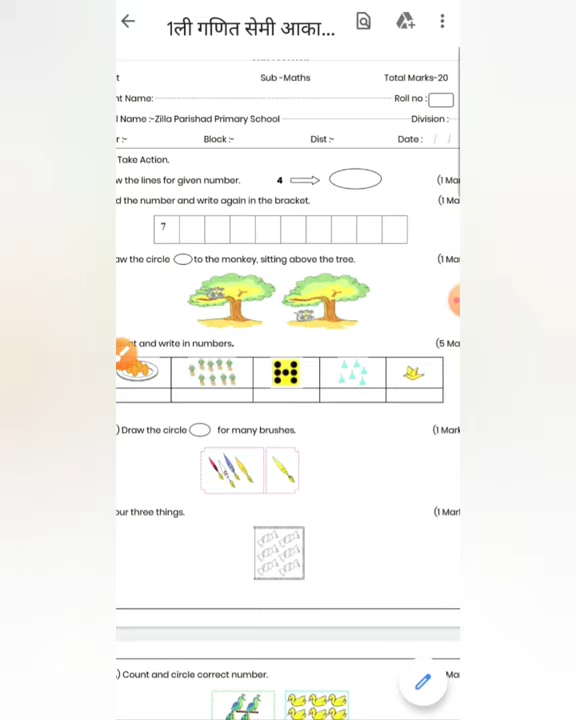 1ली गणित सेमी आका...
t Sub -Maths Total Marks-20
nt Name: Roll no :
l Name :-Zilla Parishad Primary School Division :
r :- Block :- Dist :- Date : / /
Take Action.
w the lines for given number. 4 (1 Mar
d the number and write again in the bracket. (1 Ma
7
aw the circle to the monkey, sitting above the tree. (1 Ma
nt and write in numbers. (5 Ma
) Draw the circle for many brushes. (1 Mark
our three things. (1 Mark
) Count and circle correct number. Ma